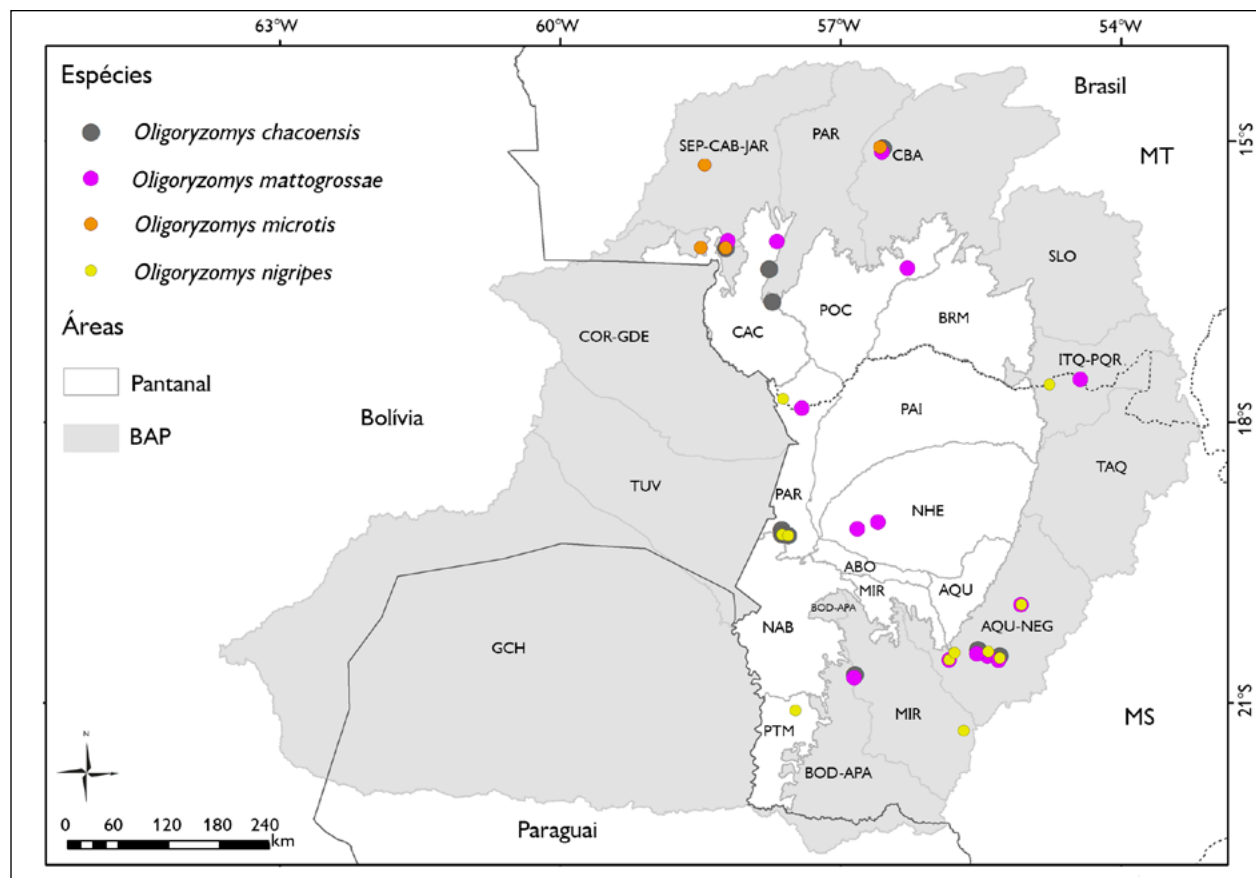 63°W 60°W 57°W 54°W
Espécies
Oligoryzomys chacoensis
Oligoryzomys mattogrossae
Oligoryzomys microtis
Oligoryzomys nigripes
Áreas
Pantanal
BAP
Brasil
MT
15°S
SEP-CAB-JAR
PAR
CBA
SLO
COR-GDE
CAC
POC
BRM
ITQ-PQR
Bolívia
PAI
18°S
TAQ
TUV
PAR
NHE
ABO
MIR
AQU
BOD-APA
AQU-NEG
NAB
GCH
21°S
MIR
MS
PTM
BOD-APA
N
0 60 120 180 240
km
Paraguai